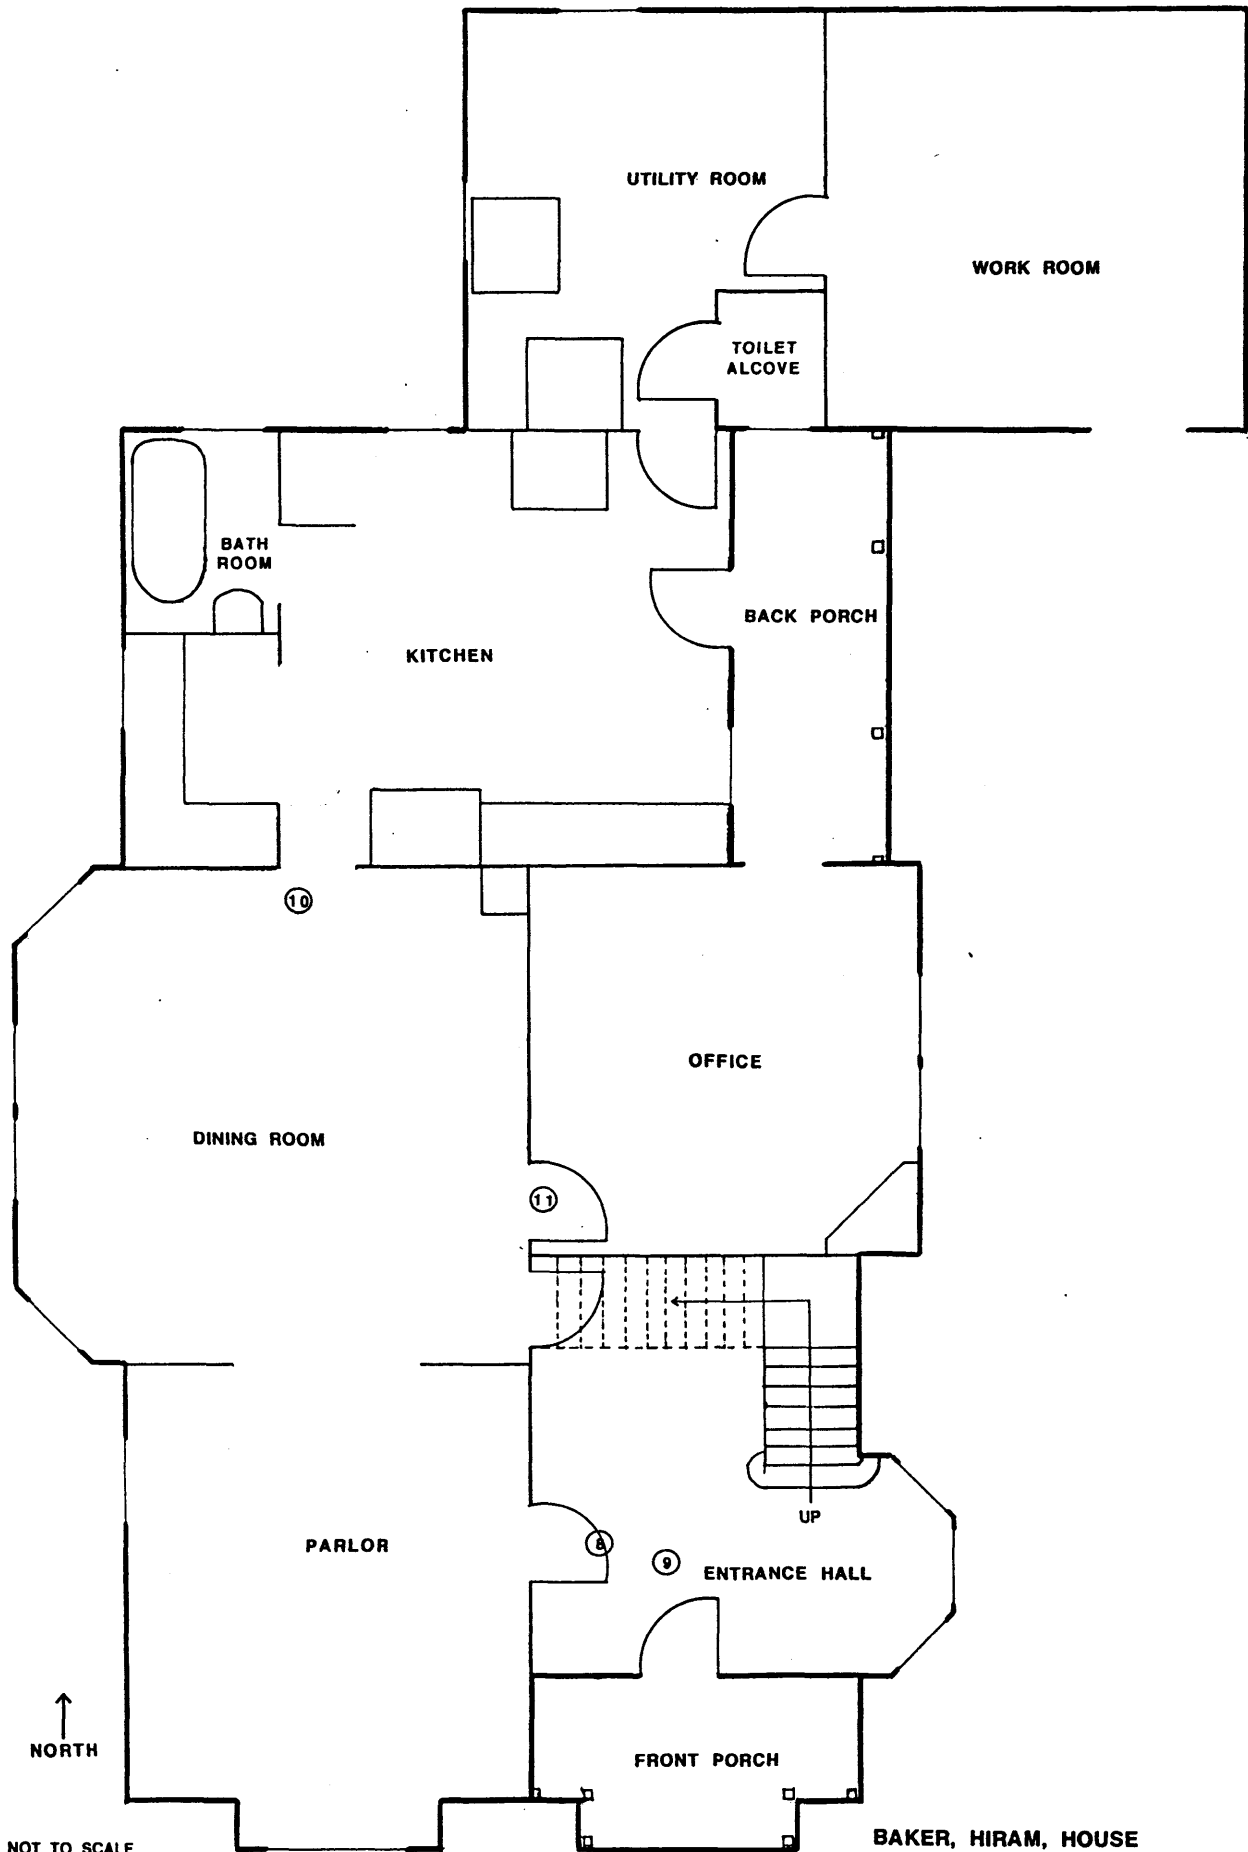 UTILITY ROOM
WORK ROOM
TOILET
ALCOVE
BATH
ROOM
BACK PORCH
KITCHEN
10
OFFICE
DINING ROOM
11
UP
PARLOR
8
9
ENTRANCE HALL
NORTH
FRONT PORCH
NOT TO SCALE
BAKER, HIRAM, HOUSE